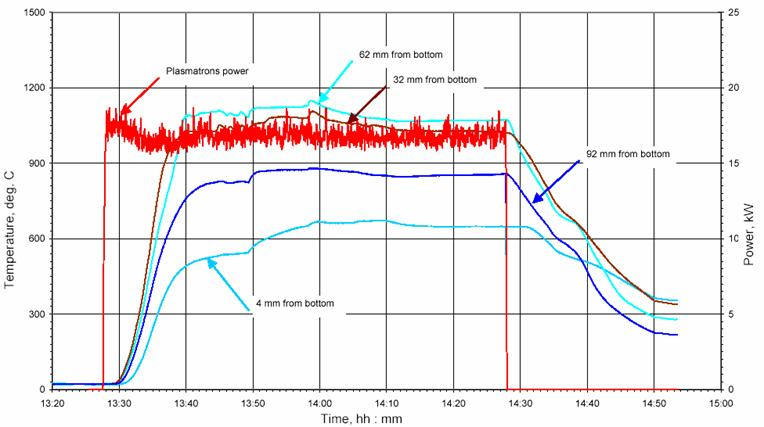 1500
25
62 mm from bottom
Plasmatrons power
32 mm from bottom
1200
20
92 mm from bottom
900
15
Temperature, deg. C
Power, kW
600
10
4 mm from bottom
300
5
0
0
13:20
13:30
13:40
13:50
14:00
14:10
14:20
14:30
14:40
14:50
15:00
Time, hh : mm